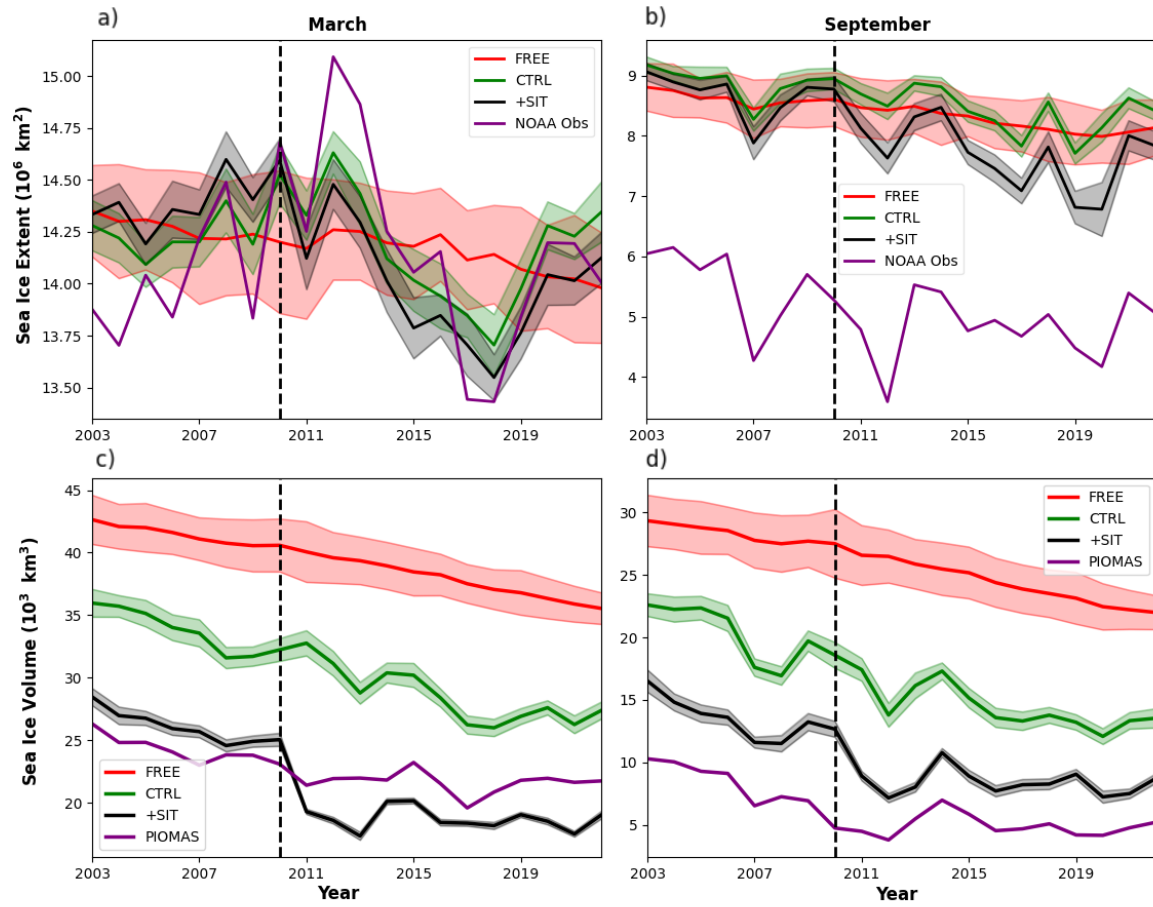 a)
March
15.00
14.75
14.50
14.25
14.00
13.75
13.50
Sea Ice Extent (10⁶ km²)
FREE
CTRL
+SIT
NOAA Obs
2003
2007
2011
2015
2019
b)
September
9
8
7
6
5
4
FREE
CTRL
+SIT
NOAA Obs
2003
2007
2011
2015
2019
c)
45
40
35
30
25
20
Sea Ice Volume (10³ km³)
FREE
CTRL
+SIT
PIOMAS
2003
2007
2011
2015
2019
Year
d)
30
25
20
15
10
5
FREE
CTRL
+SIT
PIOMAS
2003
2007
2011
2015
2019
Year